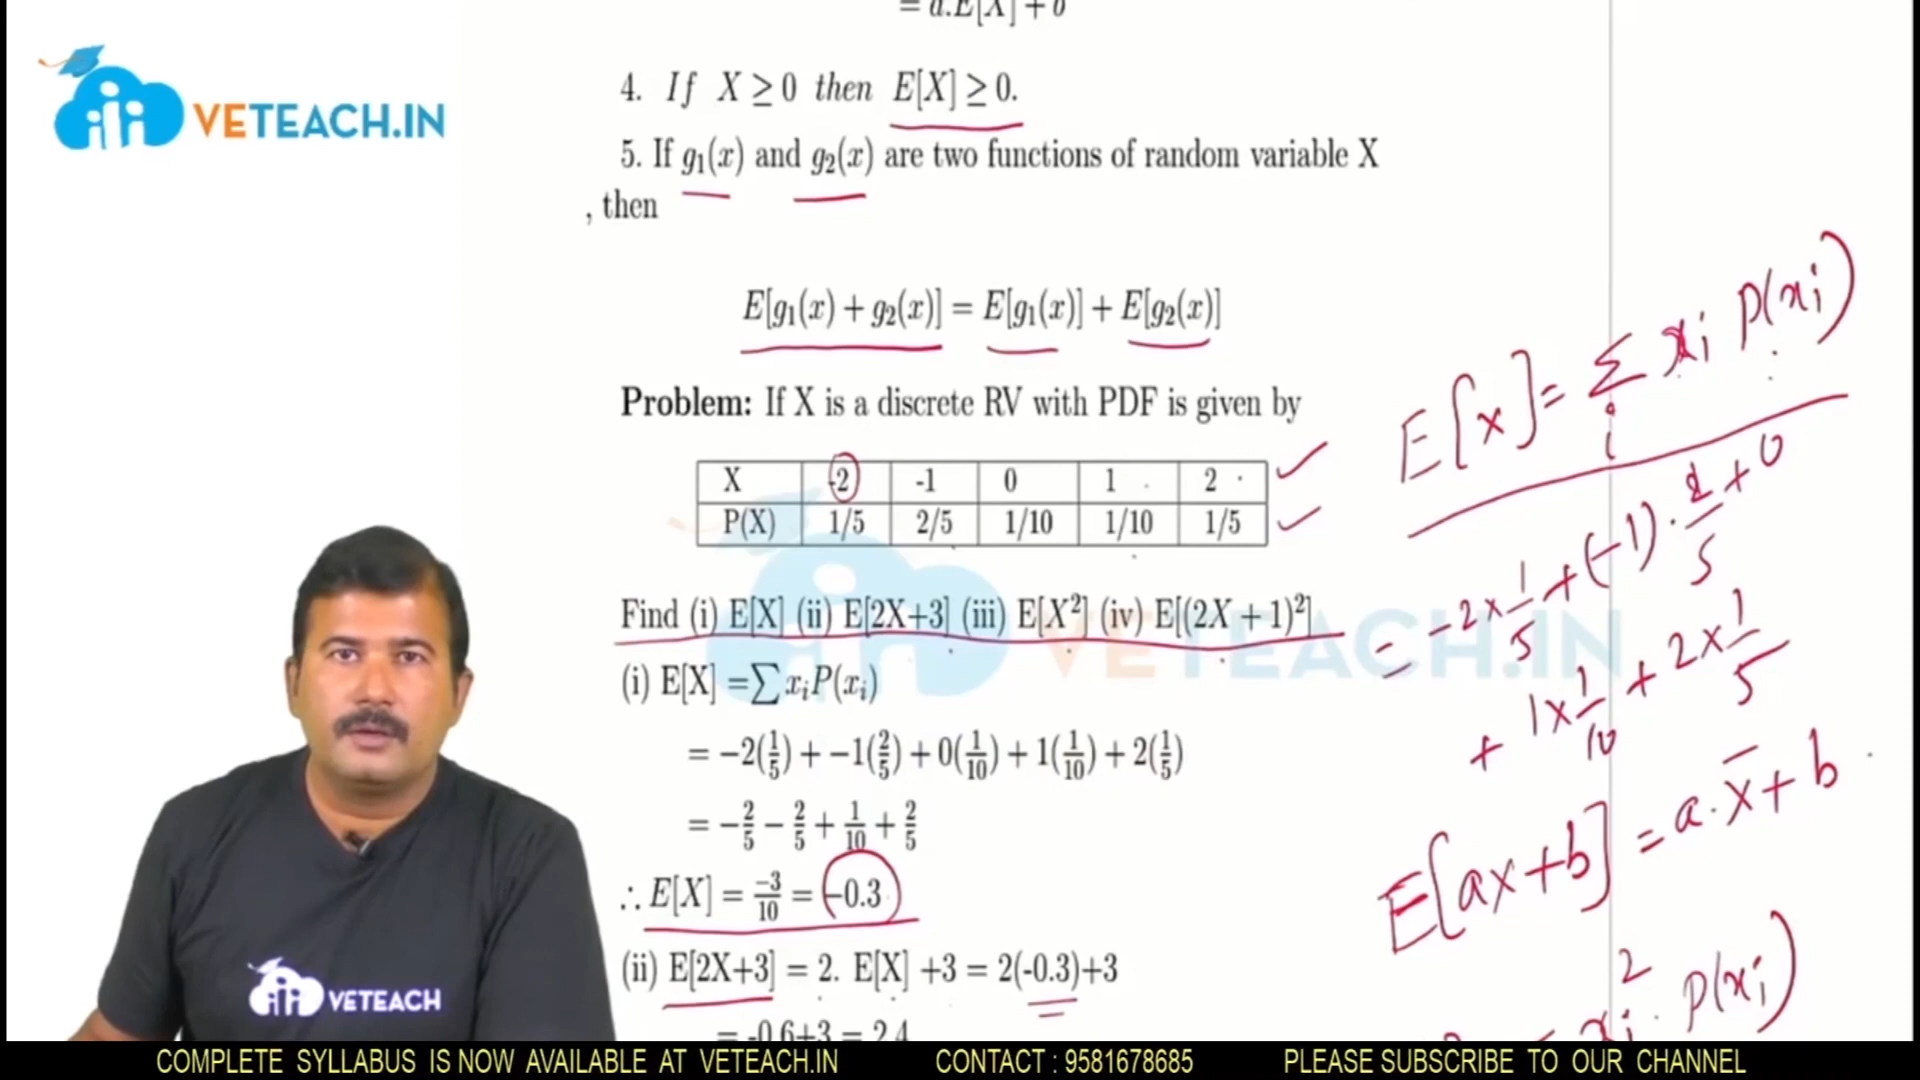 = a.E[X] + b
VETEACH.IN
4. If X ≥ 0 then E[X] ≥ 0.
5. If g₁(x) and g₂(x) are two functions of random variable X
, then
E[g₁(x) + g₂(x)] = E[g₁(x)] + E[g₂(x)]
Problem: If X is a discrete RV with PDF is given by
X -2 -1 0 1 2
P(X) 1/5 2/5 1/10 1/10 1/5
Find (i) E[X] (ii) E[2X+3] (iii) E[X²] (iv) E[(2X + 1)²]
(i) E[X] =∑ xᵢP(xᵢ)
= −2(1/5) + −1(2/5) + 0(1/10) + 1(1/10) + 2(1/5)
= −2/5 − 2/5 + 1/10 + 2/5
∴ E[X] = −3/10 = −0.3
(ii) E[2X+3] = 2. E[X] +3 = 2(-0.3)+3
= -0.6+3 = 2.4
E[x] = Σ xᵢ p(xᵢ)
i
= -2 × 1/5 + (-1) · 2/5 + 0
+ 1 × 1/10 + 2 × 1/5
E[ax+b] = a·x̄ + b
xᵢ² · p(xᵢ)
VETEACH.IN
VETEACH
COMPLETE SYLLABUS IS NOW AVAILABLE AT VETEACH.IN CONTACT : 9581678685 PLEASE SUBSCRIBE TO OUR CHANNEL